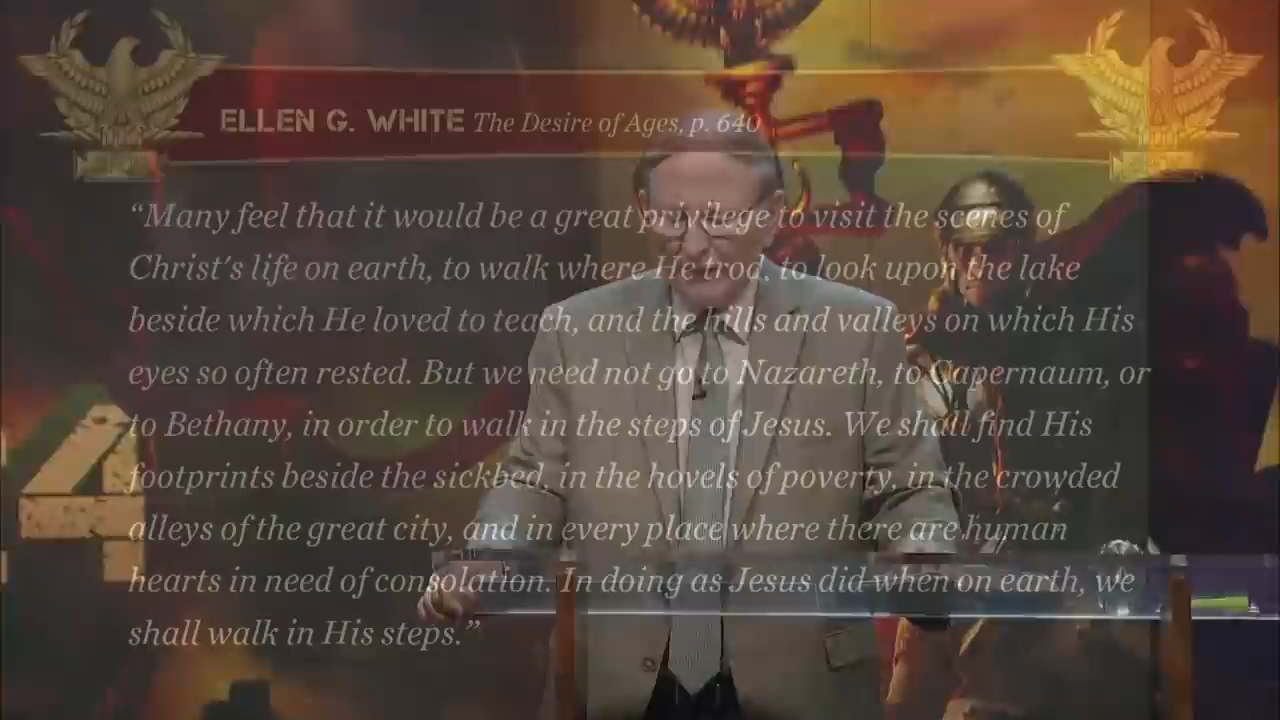 ELLEN G. WHITE The Desire of Ages, p. 640
“Many feel that it would be a great privilege to visit the scenes of
Christ's life on earth, to walk where He trod, to look upon the lake
beside which He loved to teach, and the hills and valleys on which His
eyes so often rested. But we need not go to Nazareth, to Capernaum, or
to Bethany, in order to walk in the steps of Jesus. We shall find His
footprints beside the sickbed, in the hovels of poverty, in the crowded
alleys of the great city, and in every place where there are human
hearts in need of consolation. In doing as Jesus did when on earth, we
shall walk in His steps.”
4